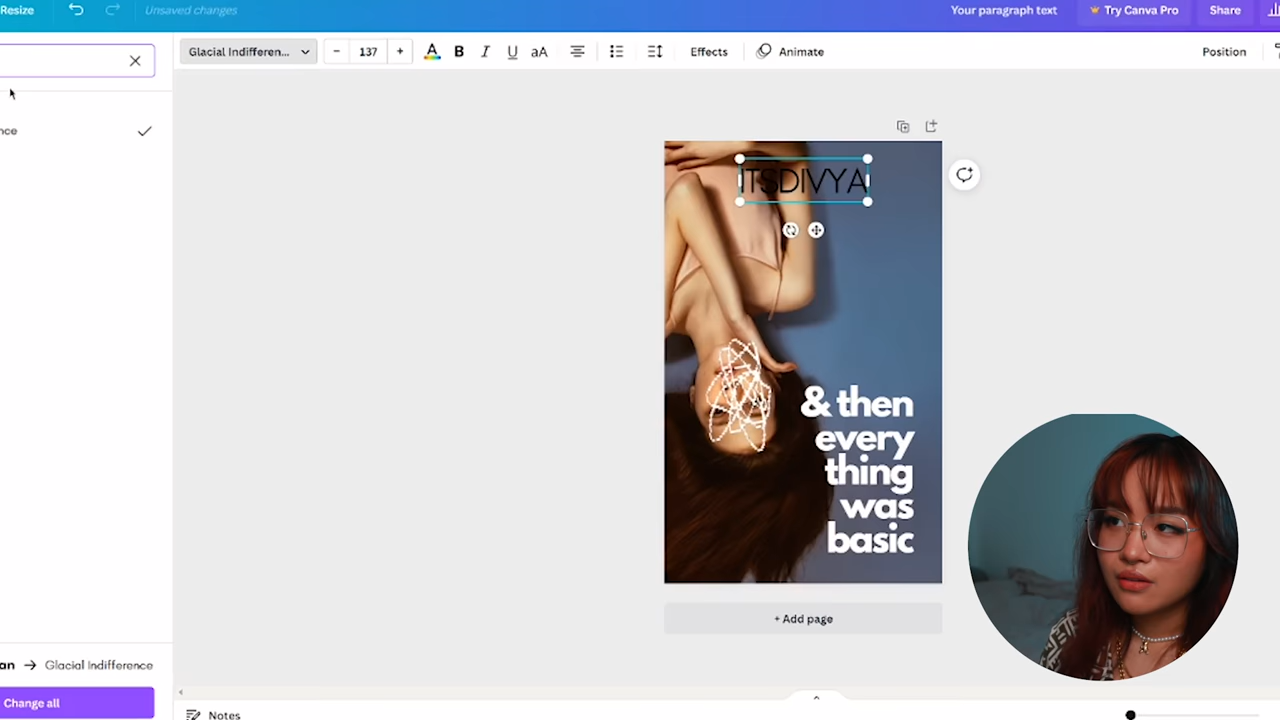 Resize
Unsaved changes
Your paragraph text
Try Canva Pro
Share
Glacial Indifferen...
137
B
I
U
aA
Effects
Animate
Position
nce
ITSDIVYA
& then
every
thing
was
basic
+ Add page
an → Glacial Indifference
Change all
Notes